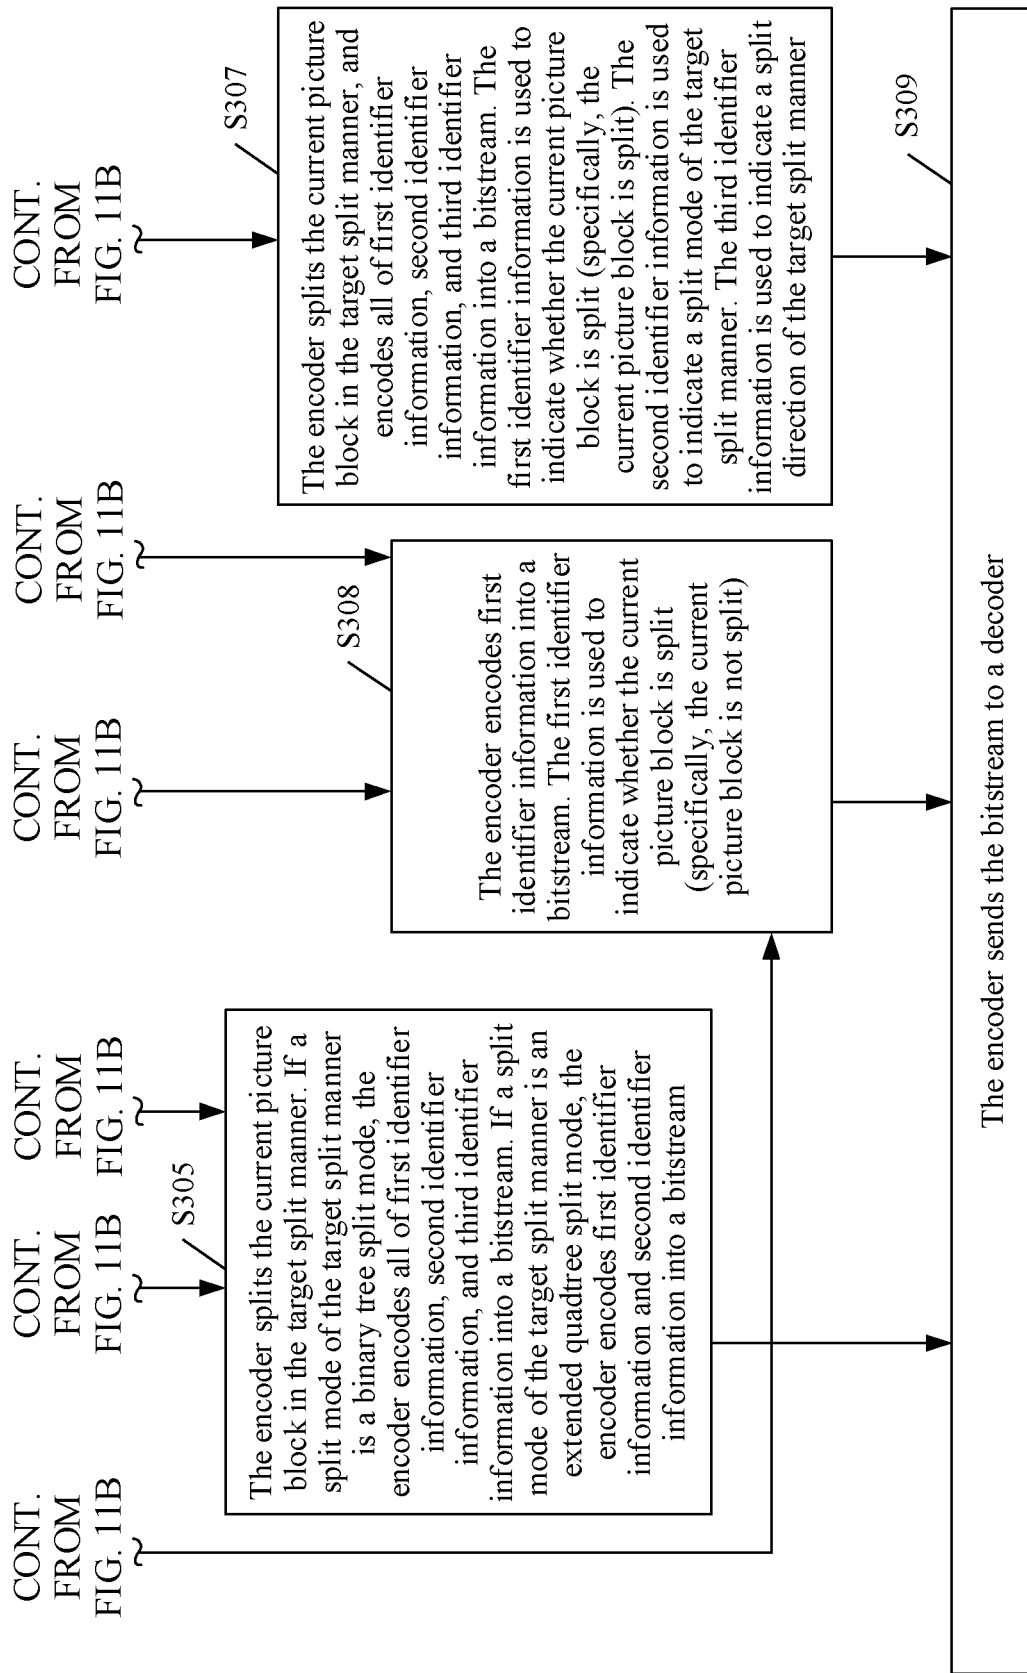 CONT.
FROM
FIG. 11B
CONT.
FROM
FIG. 11B
CONT.
FROM
FIG. 11B
CONT.
FROM
FIG. 11B
CONT.
FROM
FIG. 11B
CONT.
FROM
FIG. 11B
S305
The encoder splits the current picture
block in the target split manner. If a
split mode of the target split manner
is a binary tree split mode, the
encoder encodes all of first identifier
information, second identifier
information, and third identifier
information into a bitstream. If a split
mode of the target split manner is an
extended quadtree split mode, the
encoder encodes first identifier
information and second identifier
information into a bitstream
S308
The encoder encodes first
identifier information into a
bitstream. The first identifier
information is used to
indicate whether the current
picture block is split
(specifically, the current
picture block is not split)
S307
The encoder splits the current picture
block in the target split manner, and
encodes all of first identifier
information, second identifier
information, and third identifier
information into a bitstream. The
first identifier information is used to
indicate whether the current picture
block is split (specifically, the
current picture block is split). The
second identifier information is used
to indicate a split mode of the target
split manner. The third identifier
information is used to indicate a split
direction of the target split manner
S309
The encoder sends the bitstream to a decoder